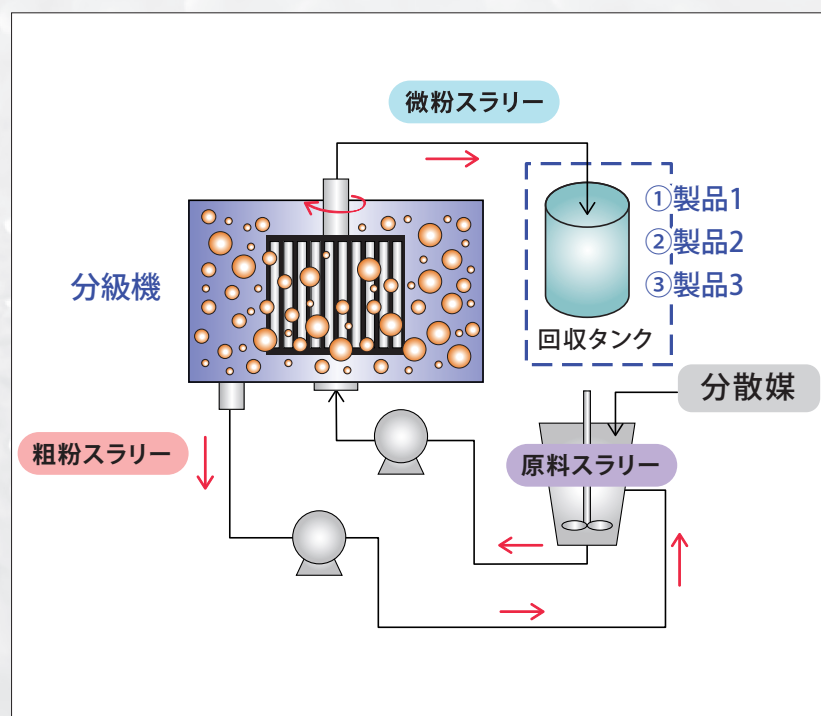 微粉スラリー
①製品1
②製品2
③製品3
分級機
回収タンク
分散媒
粗粉スラリー
原料スラリー